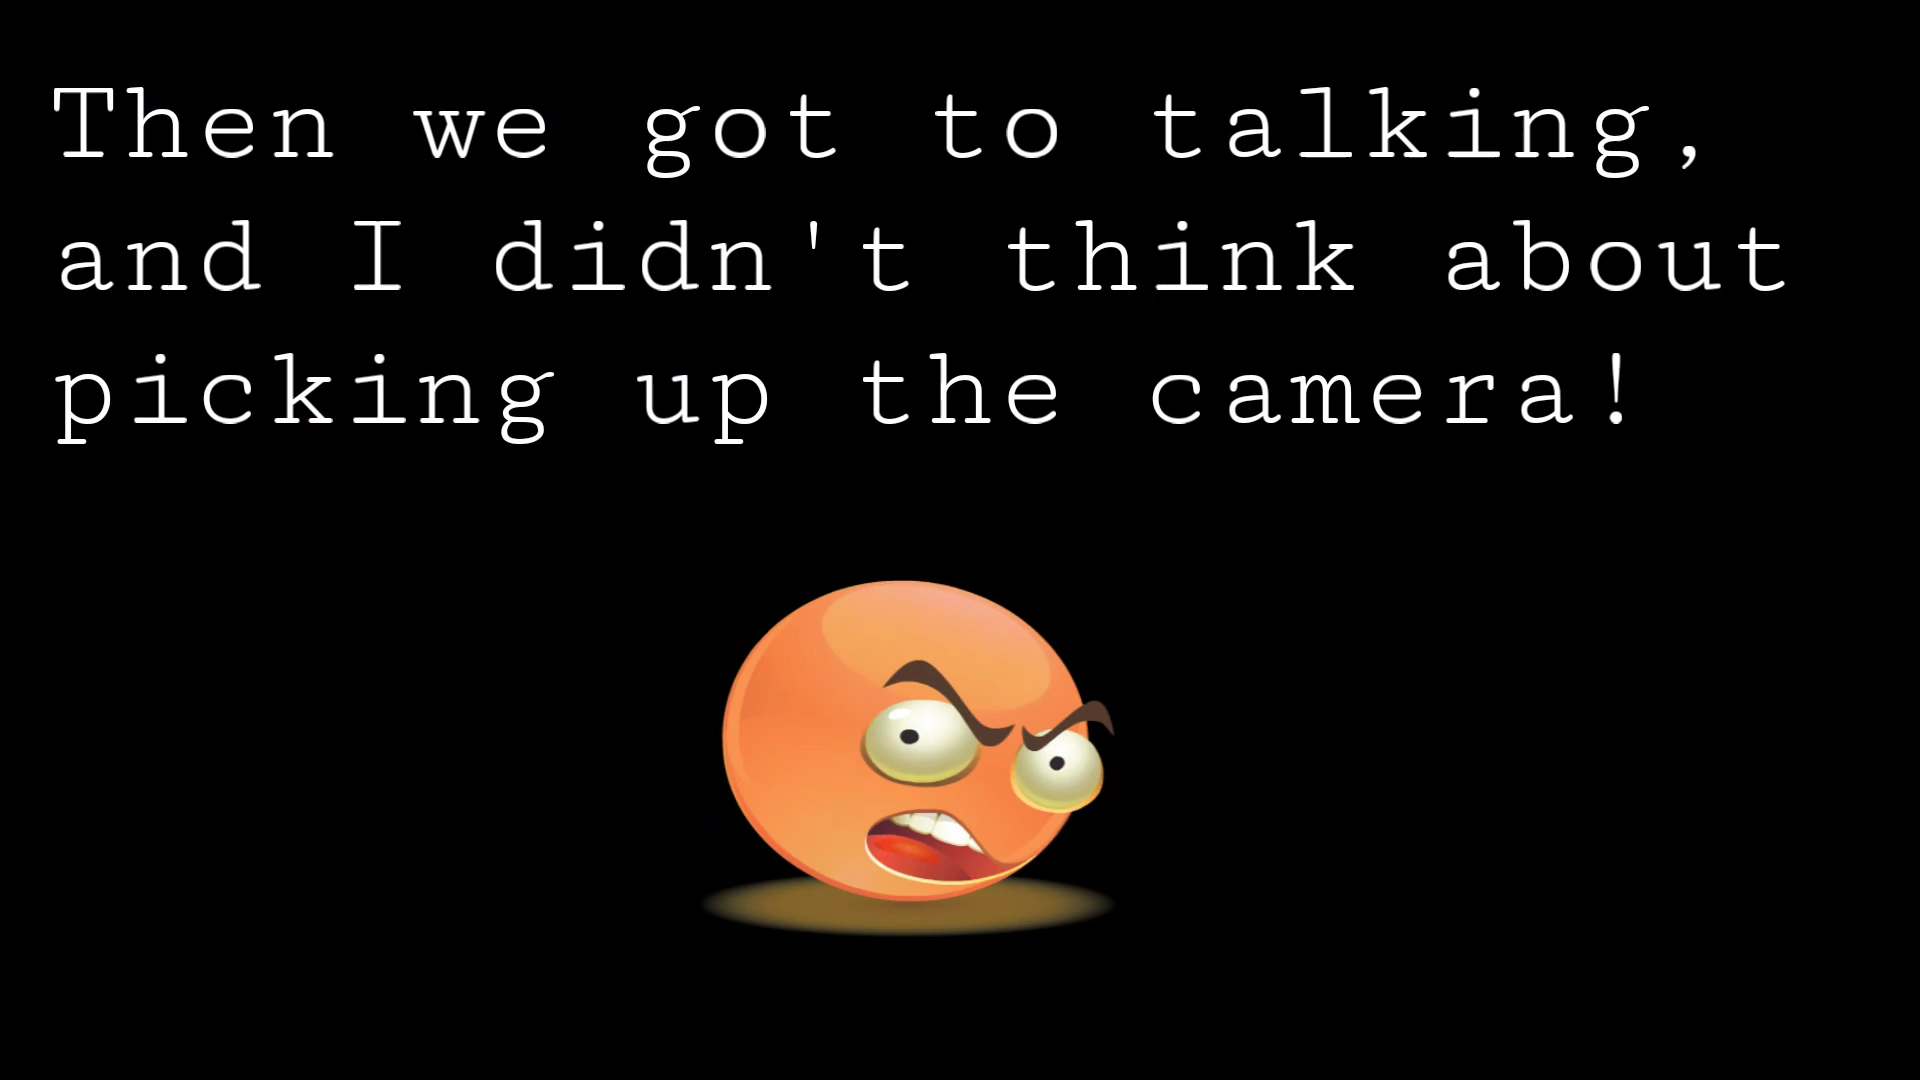 Then we got to talking,
and I didn't think about
picking up the camera!